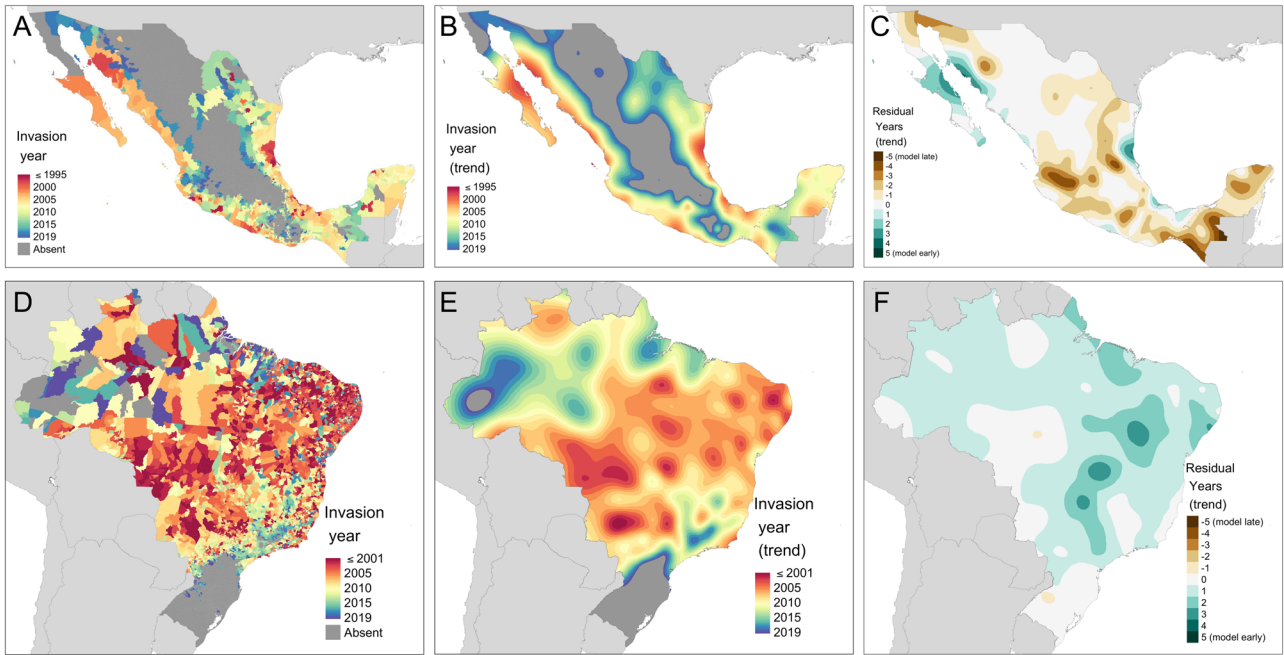 A
Invasion
year
≤ 1995
2000
2005
2010
2015
2019
Absent
B
Invasion
year
(trend)
≤ 1995
2000
2005
2010
2015
2019
C
Residual
Years
(trend)
-5 (model late)
-4
-3
-2
-1
0
1
2
3
4
5 (model early)
D
Invasion
year
≤ 2001
2005
2010
2015
2019
Absent
E
Invasion
year
(trend)
≤ 2001
2005
2010
2015
2019
F
Residual
Years
(trend)
-5 (model late)
-4
-3
-2
-1
0
1
2
3
4
5 (model early)